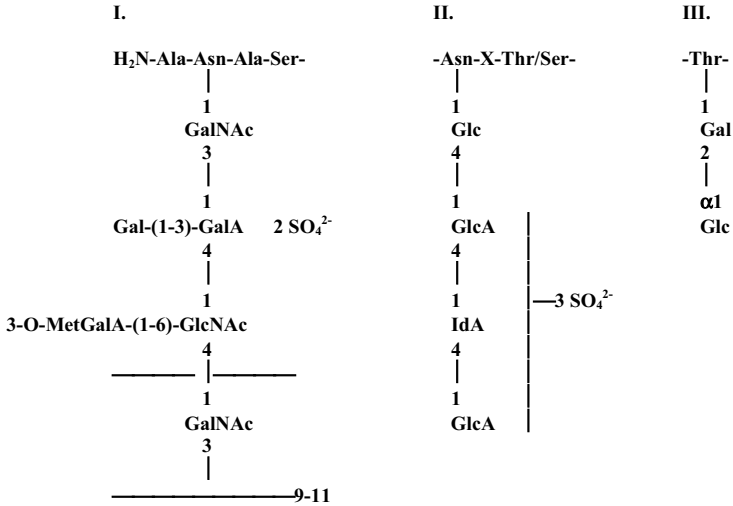 I. II. III.
H₂N-Ala-Asn-Ala-Ser- -Asn-X-Thr/Ser- -Thr-
1 1 1
GalNAc Glc Gal
3 4 2
1 1 α1
Gal-(1-3)-GalA 2 SO₄²⁻ GlcA Glc
4 4
1 1 3 SO₄²⁻
3-O-MetGalA-(1-6)-GlcNAc IdA
4 4
1 1
GalNAc GlcA
3
9-11